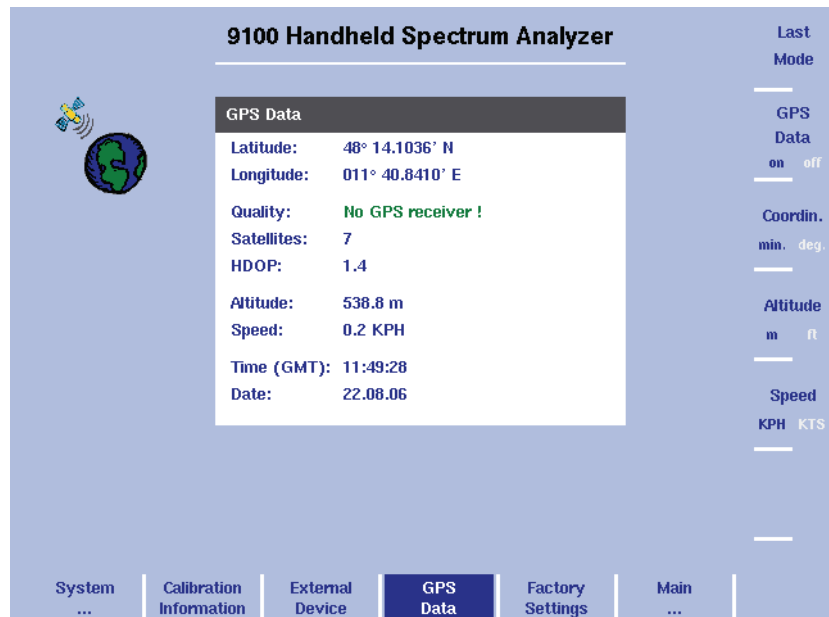 9100 Handheld Spectrum Analyzer
GPS Data
Latitude: 48° 14.1036' N
Longitude: 011° 40.8410' E
Quality: No GPS receiver !
Satellites: 7
HDOP: 1.4
Altitude: 538.8 m
Speed: 0.2 KPH
Time (GMT): 11:49:28
Date: 22.08.06
Last
Mode
GPS
Data
on off
Coordin.
min. deg.
Altitude
m ft
Speed
KPH KTS
System
...
Calibration
Information
External
Device
GPS
Data
Factory
Settings
Main
...